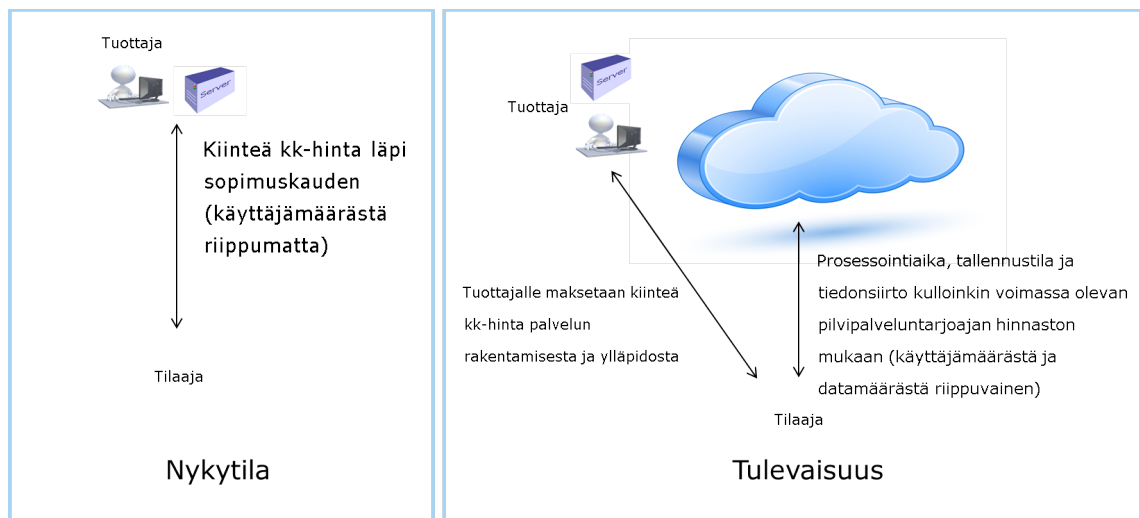 Tuottaja
Server
Kiinteä kk-hinta läpi
sopimuskauden
(käyttäjämäärästä
riippumatta)
Tilaaja
Nykytila
Server
Tuottaja
Tuottajalle maksetaan kiinteä
kk-hinta palvelun
rakentamisesta ja ylläpidosta
Prosessointiaika, tallennustila ja
tiedonsiirto kulloinkin voimassa olevan
pilvipalveluntarjoajan hinnaston
mukaan (käyttäjämäärästä ja
datamäärästä riippuvainen)
Tilaaja
Tulevaisuus